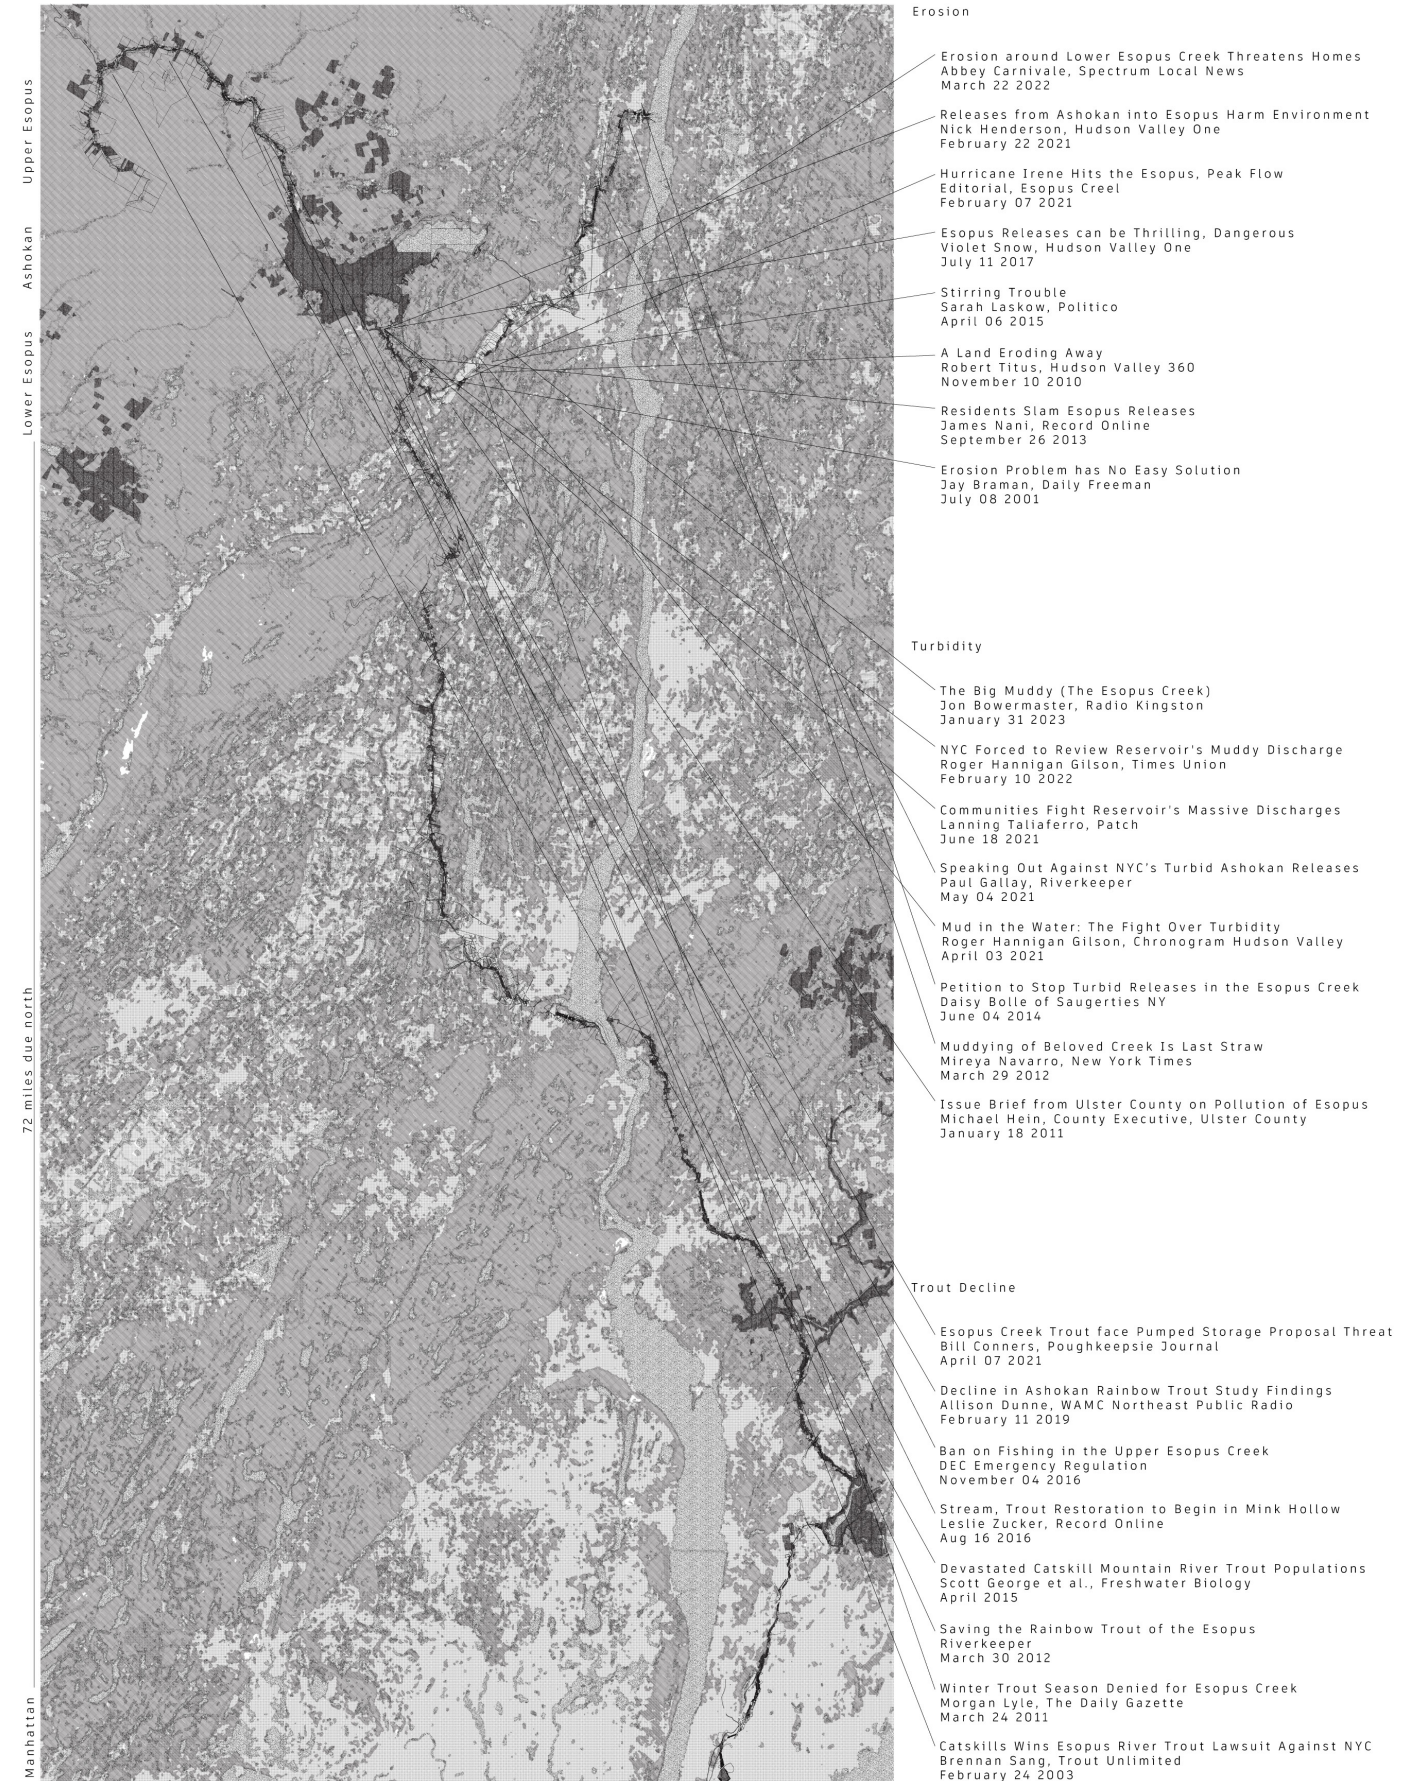 Erosion
Erosion around Lower Esopus Creek Threatens Homes
Abbey Carnivale, Spectrum Local News
March 22 2022
Releases from Ashokan into Esopus Harm Environment
Nick Henderson, Hudson Valley One
February 22 2021
Hurricane Irene Hits the Esopus, Peak Flow
Editorial, Esopus Creel
February 07 2021
Esopus Releases can be Thrilling, Dangerous
Violet Snow, Hudson Valley One
July 11 2017
Stirring Trouble
Sarah Laskow, Politico
April 06 2015
A Land Eroding Away
Robert Titus, Hudson Valley 360
November 10 2010
Residents Slam Esopus Releases
James Nani, Record Online
September 26 2013
Erosion Problem has No Easy Solution
Jay Braman, Daily Freeman
July 08 2001
Turbidity
The Big Muddy (The Esopus Creek)
Jon Bowermaster, Radio Kingston
January 31 2023
NYC Forced to Review Reservoir's Muddy Discharge
Roger Hannigan Gilson, Times Union
February 10 2022
Communities Fight Reservoir's Massive Discharges
Lanning Taliaferro, Patch
June 18 2021
Speaking Out Against NYC's Turbid Ashokan Releases
Paul Gallay, Riverkeeper
May 04 2021
Mud in the Water: The Fight Over Turbidity
Roger Hannigan Gilson, Chronogram Hudson Valley
April 03 2021
Petition to Stop Turbid Releases in the Esopus Creek
Daisy Bolle of Saugerties NY
June 04 2014
Muddying of Beloved Creek Is Last Straw
Mireya Navarro, New York Times
March 29 2012
Issue Brief from Ulster County on Pollution of Esopus
Michael Hein, County Executive, Ulster County
January 18 2011
Trout Decline
Esopus Creek Trout face Pumped Storage Proposal Threat
Bill Conners, Poughkeepsie Journal
April 07 2021
Decline in Ashokan Rainbow Trout Study Findings
Allison Dunne, WAMC Northeast Public Radio
February 11 2019
Ban on Fishing in the Upper Esopus Creek
DEC Emergency Regulation
November 04 2016
Stream, Trout Restoration to Begin in Mink Hollow
Leslie Zucker, Record Online
Aug 16 2016
Devastated Catskill Mountain River Trout Populations
Scott George et al., Freshwater Biology
April 2015
Saving the Rainbow Trout of the Esopus
Riverkeeper
March 30 2012
Winter Trout Season Denied for Esopus Creek
Morgan Lyle, The Daily Gazette
March 24 2011
Catskills Wins Esopus River Trout Lawsuit Against NYC
Brennan Sang, Trout Unlimited
February 24 2003
Upper Esopus
Ashokan
Lower Esopus
72 miles due north
Manhattan